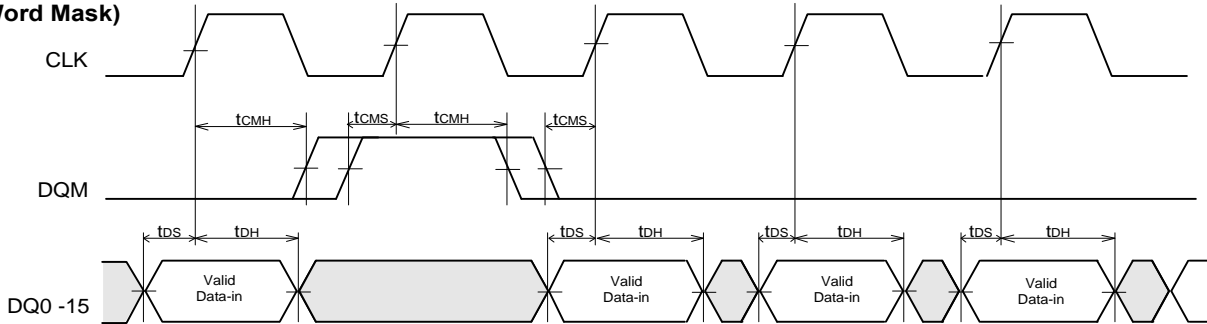 Word Mask)
CLK
tCMH tCMS tCMH tCMS
DQM
tDS tDH tDS tDH tDS tDH tDS tDH
Valid Data-in Valid Data-in Valid Data-in Valid Data-in
DQ0 -15